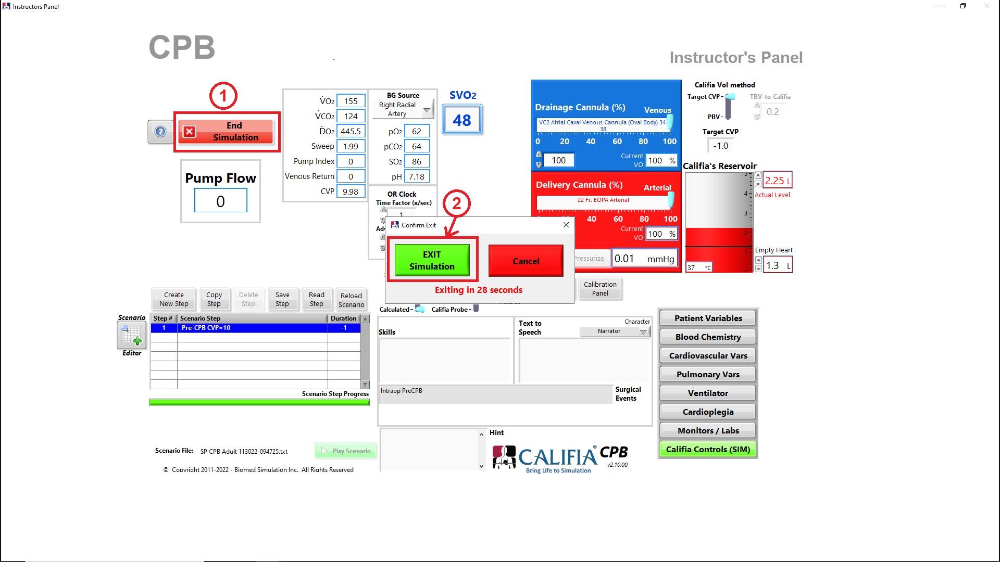 Instructors Panel
CPB
Instructor's Panel
1
End
Simulation
Pump Flow
0
V̇O2 155
V̇CO2 124
ḊO2 445.5
Sweep 1.99
Pump Index 0
Venous Return 0
CVP 9.98
BG Source
Right Radial
Artery
pO2 62
pCO2 64
SO2 86
pH 7.18
SVO2
48
OR Clock
Time Factor (x/sec)
1
Adv
2
Confirm Exit
EXIT
Simulation
Cancel
Exiting in 28 seconds
Drainage Cannula (%)
Venous
VC2 Atrial Caval Venous Cannula (Oval Body) 34-
38
0 20 40 60 80 100
100
Current
VO 100 %
Delivery Cannula (%)
Arterial
22 Fr. EOPA Arterial
40 60 80 100
Current
VO 100 %
Pressurize 0.01 mmHg
Calibration
Panel
Califia Vol method
Target CVP
PBV
TBV-to-Califia
0.2
Target CVP
-1.0
Califia's Reservoir
2.25 L
Actual Level
5
4
3
2
1
0
37 °C
Empty Heart
1.3 L
Create
New Step
Copy
Step
Delete
Step
Save
Step
Read
Step
Reload
Scenario
Scenario
Editor
Step # Scenario Step Duration
1 Pre-CPB CVP=10 -1
Scenario Step Progress
Calculated Califia Probe
Skills
Text to
Speech
Character
Narrator
Intraop PreCPB
Surgical
Events
Hint
Patient Variables
Blood Chemistry
Cardiovascular Vars
Pulmonary Vars
Ventilator
Cardioplegia
Monitors / Labs
Califia Controls (SIM)
Scenario File: SP CPB Adult 113022-094725.txt
Play Scenario
© Copyright 2011-2022 - Biomed Simulation Inc. All Rights Reserved
CALIFIA® CPB
Bring Life to Simulation
v2.10.00